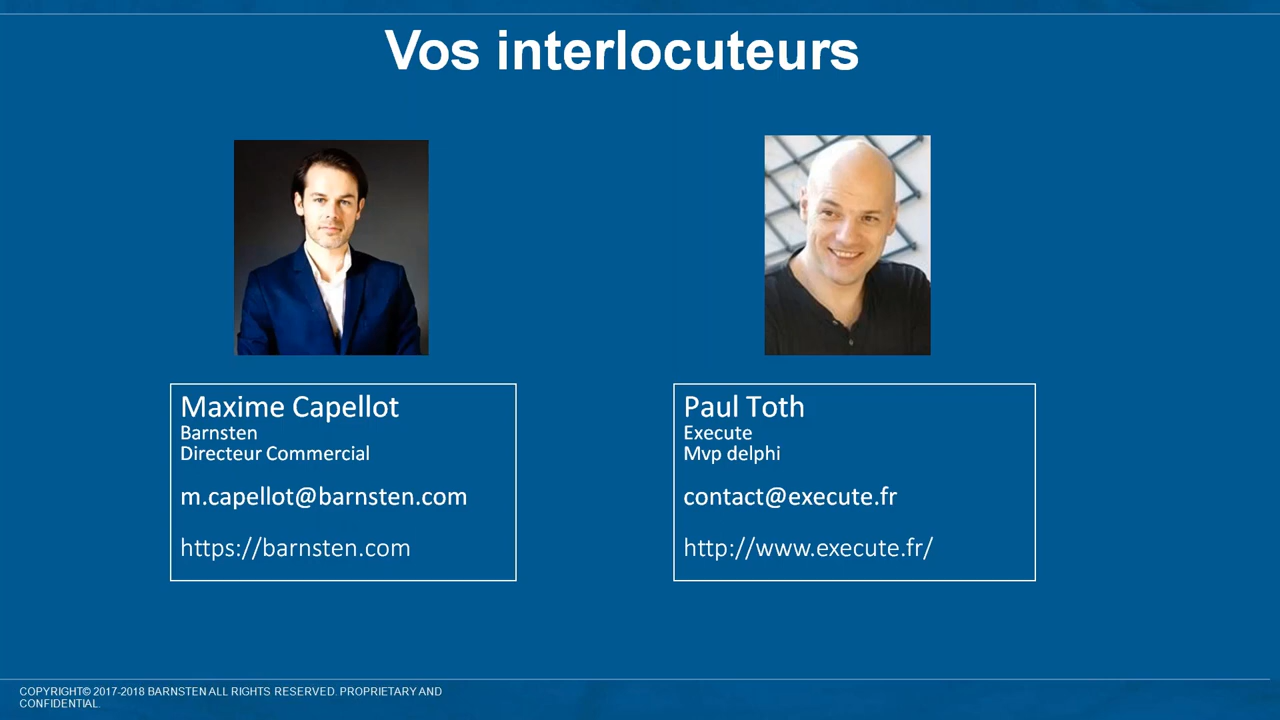 Vos interlocuteurs
Maxime Capellot
Barnsten
Directeur Commercial
m.capellot@barnsten.com
https://barnsten.com
Paul Toth
Execute
Mvp delphi
contact@execute.fr
http://www.execute.fr/
COPYRIGHT© 2017-2018 BARNSTEN ALL RIGHTS RESERVED. PROPRIETARY AND
CONFIDENTIAL.